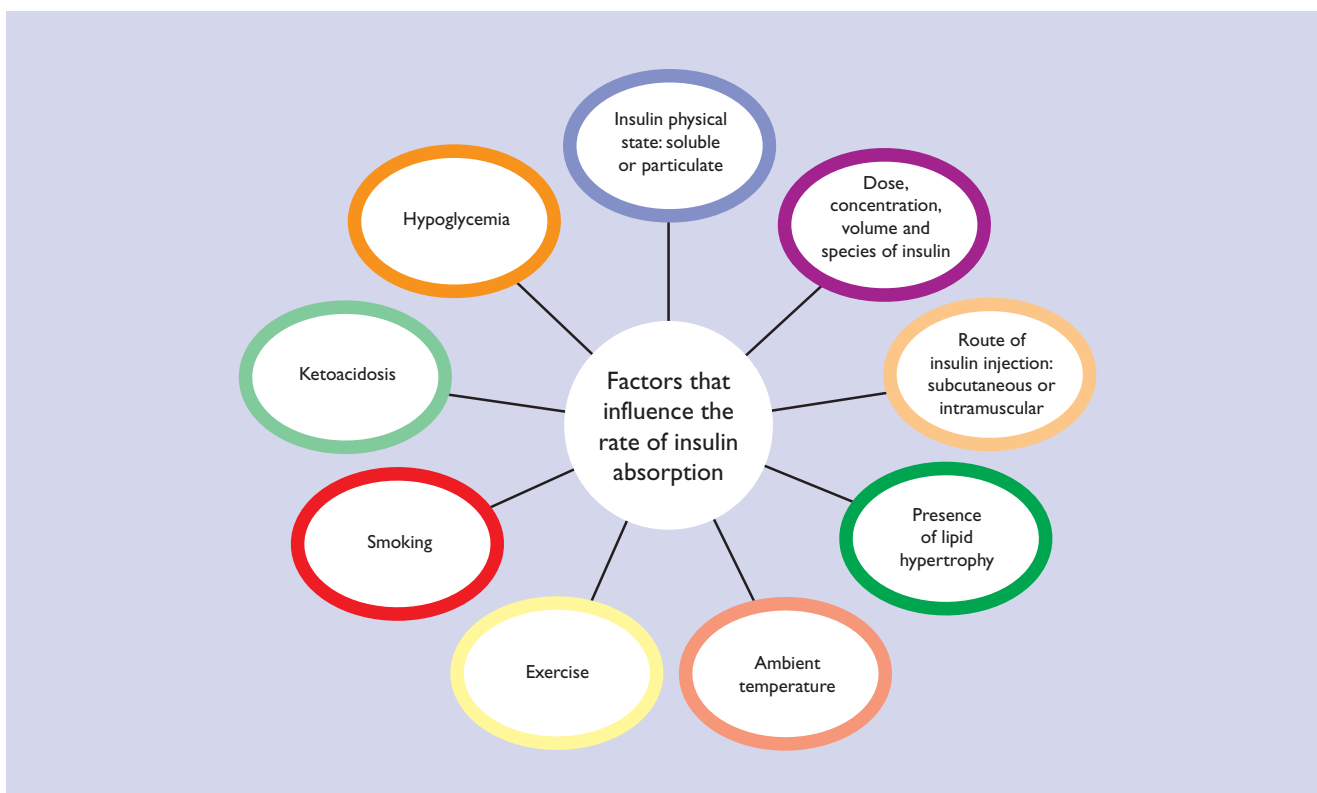 Insulin physical
state: soluble
or particulate
Dose,
concentration,
volume and
species of insulin
Route of
insulin injection:
subcutaneous or
intramuscular
Presence
of lipid
hypertrophy
Ambient
temperature
Exercise
Smoking
Ketoacidosis
Hypoglycemia
Factors that
influence the
rate of insulin
absorption